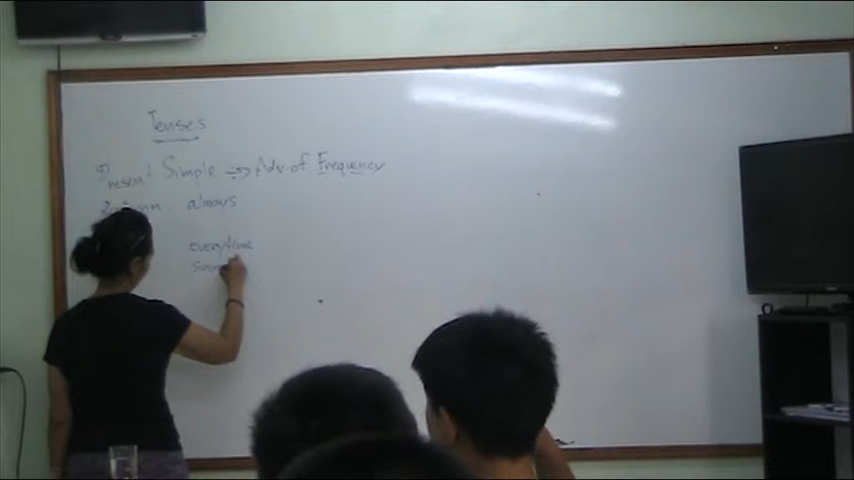 Tenses
Present Simple → Adv of Frequency
always
everytime